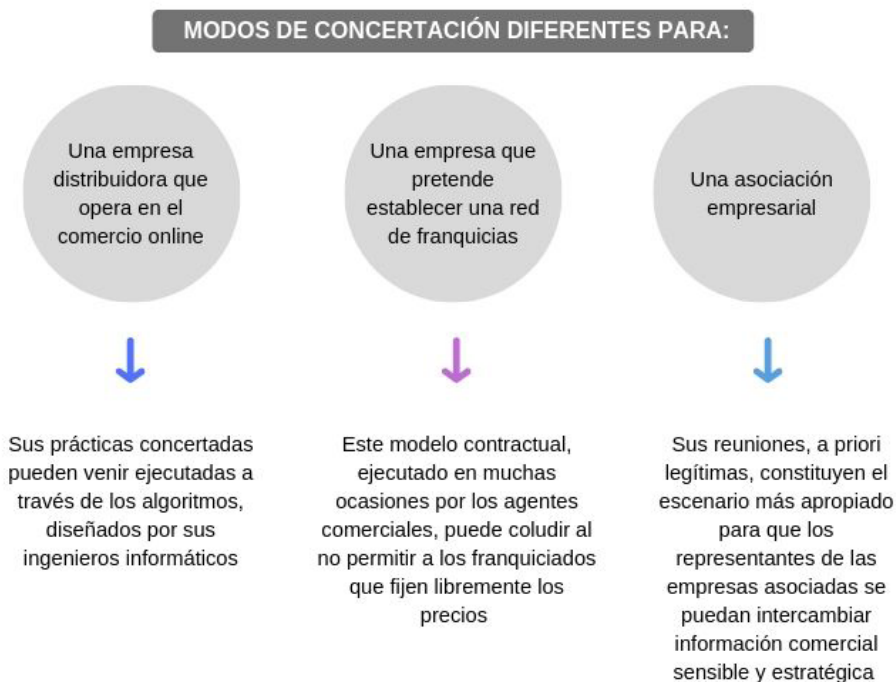 MODOS DE CONCERTACIÓN DIFERENTES PARA:
Una empresa
distribuidora que
opera en el
comercio online
Una empresa que
pretende
establecer una red
de franquicias
Una asociación
empresarial
Sus prácticas concertadas
pueden venir ejecutadas a
través de los algoritmos,
diseñados por sus
ingenieros informáticos
Este modelo contractual,
ejecutado en muchas
ocasiones por los agentes
comerciales, puede coludir al
no permitir a los franquiciados
que fijen libremente los
precios
Sus reuniones, a priori
legítimas, constituyen el
escenario más apropiado
para que los
representantes de las
empresas asociadas se
puedan intercambiar
información comercial
sensible y estratégica